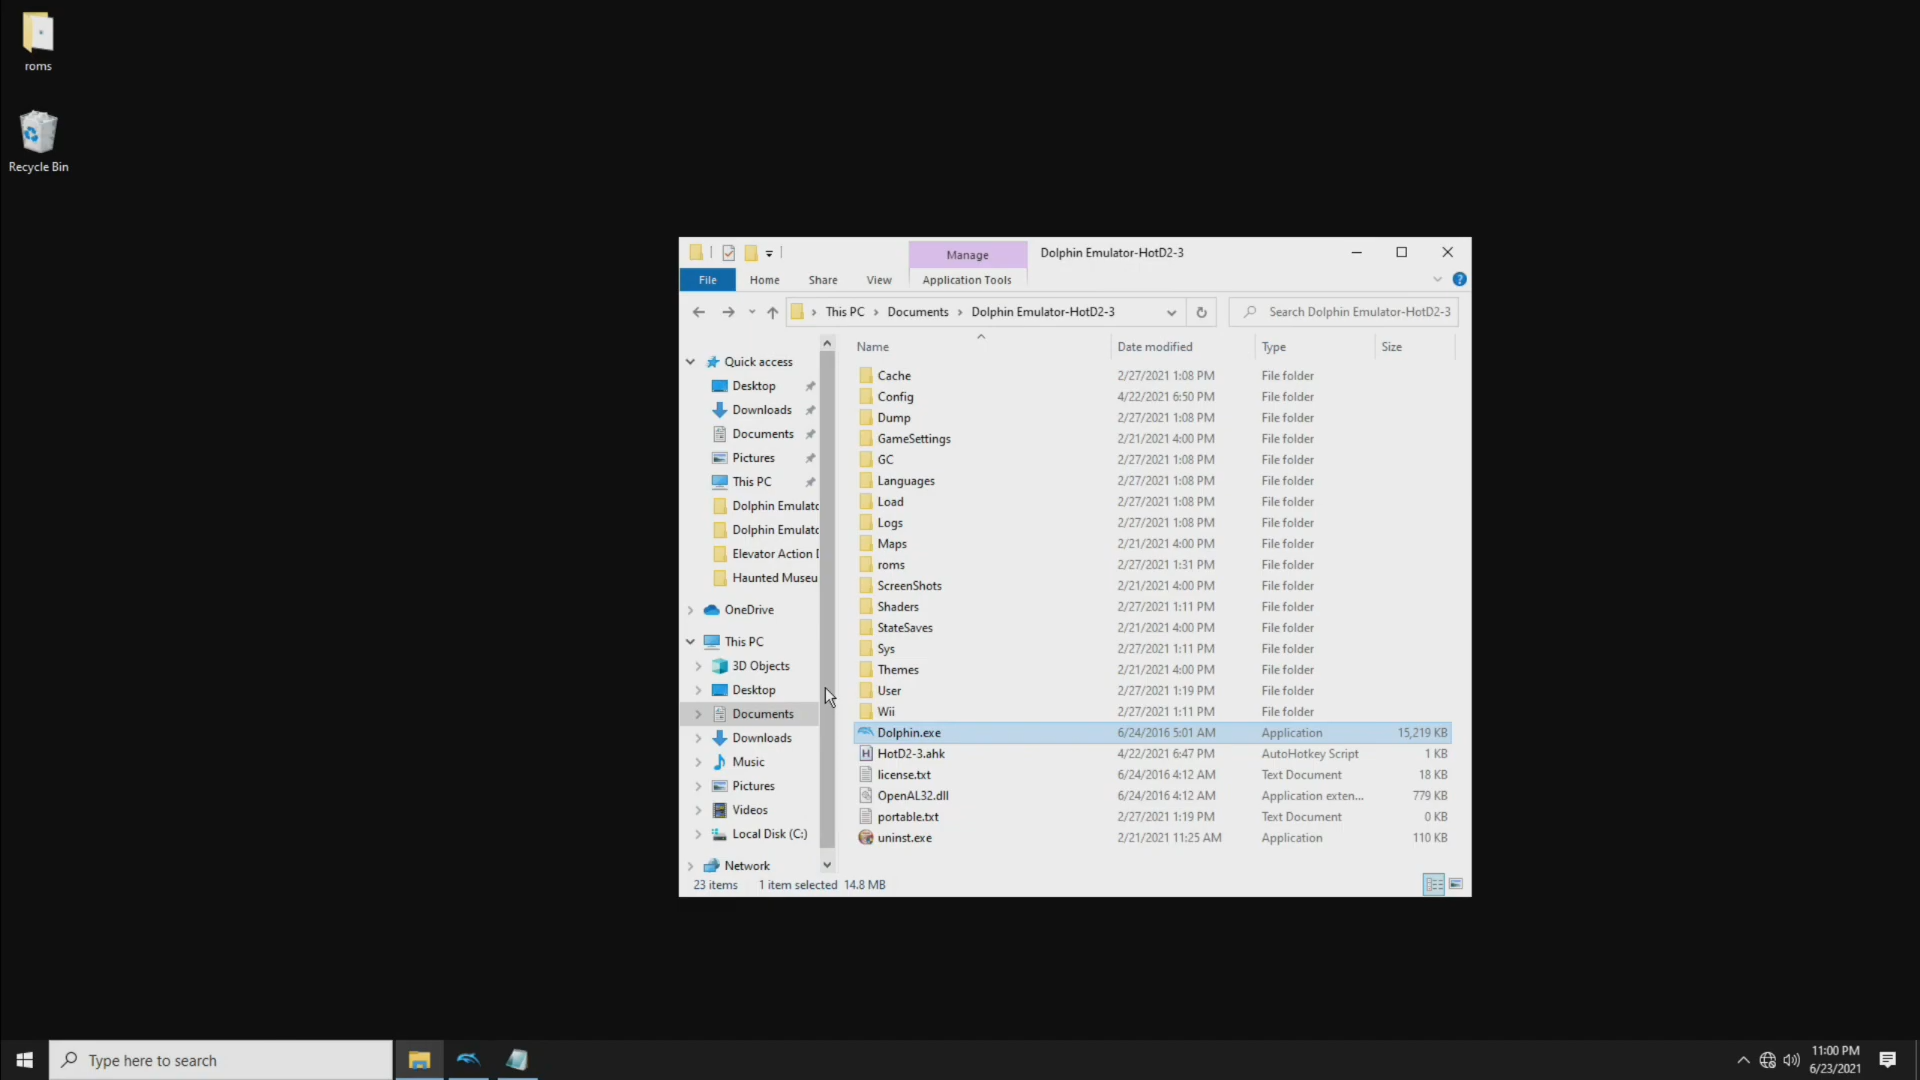 roms
Recycle Bin
Manage
Dolphin Emulator-HotD2-3
File
Home
Share
View
Application Tools
This PC
Documents
Dolphin Emulator-HotD2-3
Search Dolphin Emulator-HotD2-3
Name
Date modified
Type
Size
Quick access
Desktop
Downloads
Documents
Pictures
This PC
Dolphin Emulato
Dolphin Emulato
Elevator Action D
Haunted Museu
OneDrive
This PC
3D Objects
Desktop
Documents
Downloads
Music
Pictures
Videos
Local Disk (C:)
Network
Cache 2/27/2021 1:08 PM File folder
Config 4/22/2021 6:50 PM File folder
Dump 2/27/2021 1:08 PM File folder
GameSettings 2/21/2021 4:00 PM File folder
GC 2/27/2021 1:08 PM File folder
Languages 2/27/2021 1:08 PM File folder
Load 2/27/2021 1:08 PM File folder
Logs 2/27/2021 1:08 PM File folder
Maps 2/21/2021 4:00 PM File folder
roms 2/27/2021 1:31 PM File folder
ScreenShots 2/21/2021 4:00 PM File folder
Shaders 2/27/2021 1:11 PM File folder
StateSaves 2/21/2021 4:00 PM File folder
Sys 2/27/2021 1:11 PM File folder
Themes 2/21/2021 4:00 PM File folder
User 2/27/2021 1:19 PM File folder
Wii 2/27/2021 1:11 PM File folder
Dolphin.exe 6/24/2016 5:01 AM Application 15,219 KB
HotD2-3.ahk 4/22/2021 6:47 PM AutoHotkey Script 1 KB
license.txt 6/24/2016 4:12 AM Text Document 18 KB
OpenAL32.dll 6/24/2016 4:12 AM Application exten... 779 KB
portable.txt 2/27/2021 1:19 PM Text Document 0 KB
uninst.exe 2/21/2021 11:25 AM Application 110 KB
23 items
1 item selected 14.8 MB
Type here to search
11:00 PM
6/23/2021